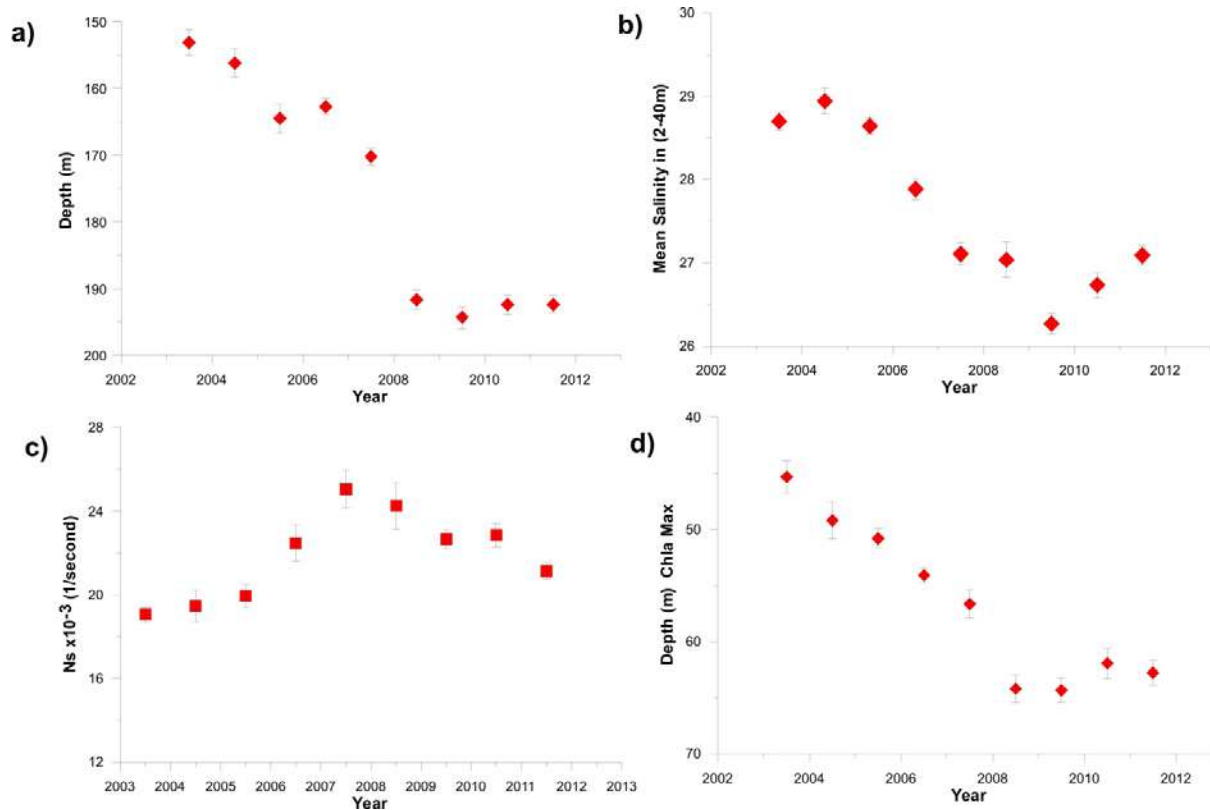 a)
150
160
170
180
190
200
Depth (m)
2002 2004 2006 2008 2010 2012
Year
b)
30
29
28
27
26
Mean Salinity in (2-40m)
2002 2004 2006 2008 2010 2012
Year
c)
28
24
20
16
12
Ns x10⁻³ (1/second)
2003 2004 2005 2006 2007 2008 2009 2010 2011 2012 2013
Year
d)
40
50
60
70
Depth (m) Chla Max
2002 2004 2006 2008 2010 2012
Year